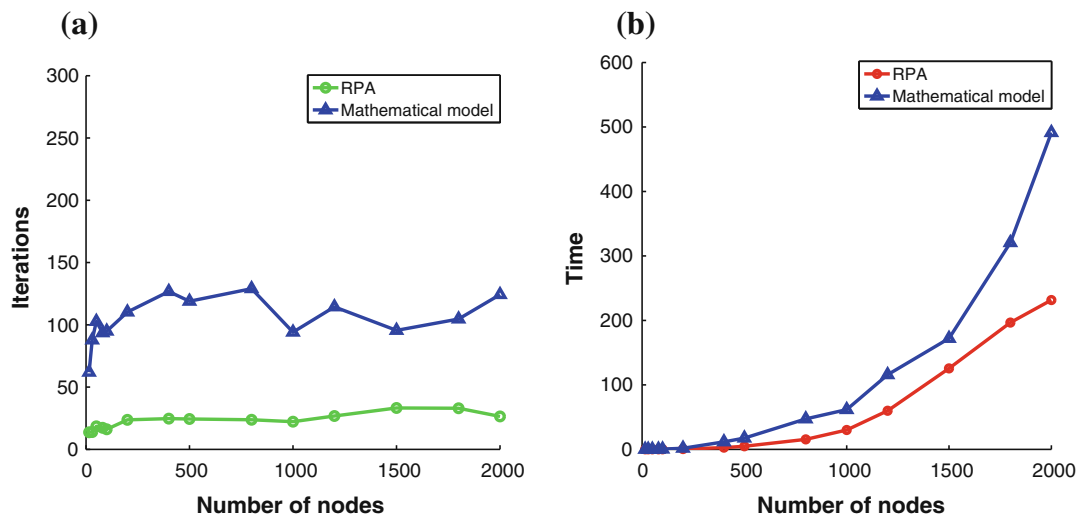 (a)
300
250
200
150
100
50
0
Iterations
0 500 1000 1500 2000
Number of nodes
RPA
Mathematical model
(b)
600
500
400
300
200
100
0
Time
0 500 1000 1500 2000
Number of nodes
RPA
Mathematical model